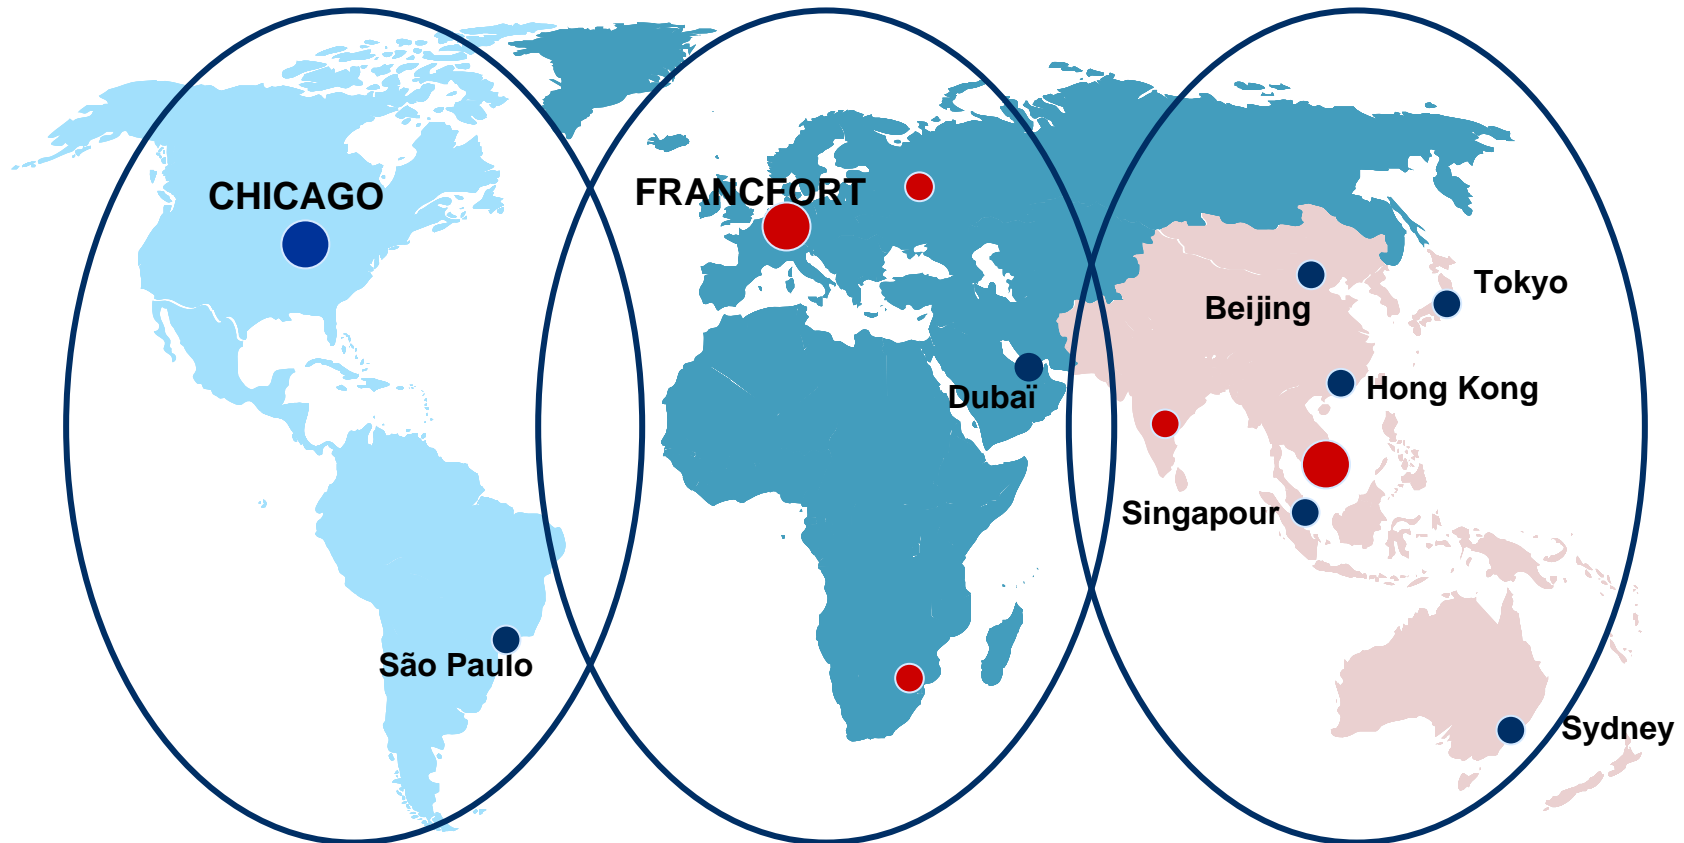 CHICAGO
FRANCFORT
Tokyo
Beijing
Hong Kong
Dubaï
Singapour
São Paulo
Sydney